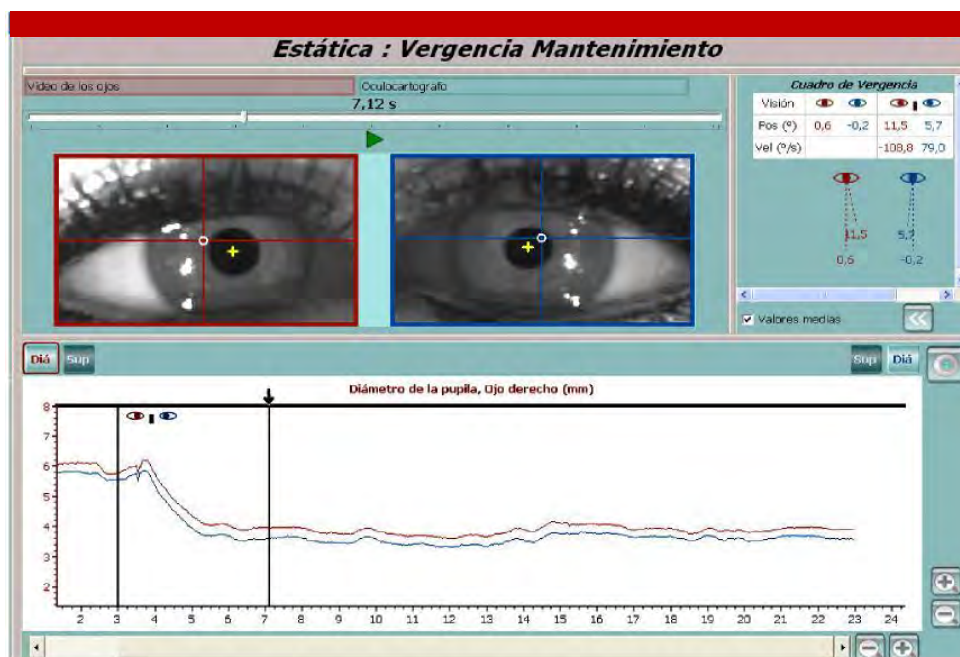 Estática : Vergencia Mantenimiento
Vídeo de los ojos
Oculocartografo
7,12 s
Cuadro de Vergencia
Visión
Pos (º) 0,6 -0,2 11,5 5,7
Vel (º/s) -108,8 79,0
11,5 5,7
0,6 -0,2
Valores medias
Diá Sup
Sup Diá
Diámetro de la pupila, Ojo derecho (mm)
8
7
6
5
4
3
2
2 3 4 5 6 7 8 9 10 11 12 13 14 15 16 17 18 19 20 21 22 23 24